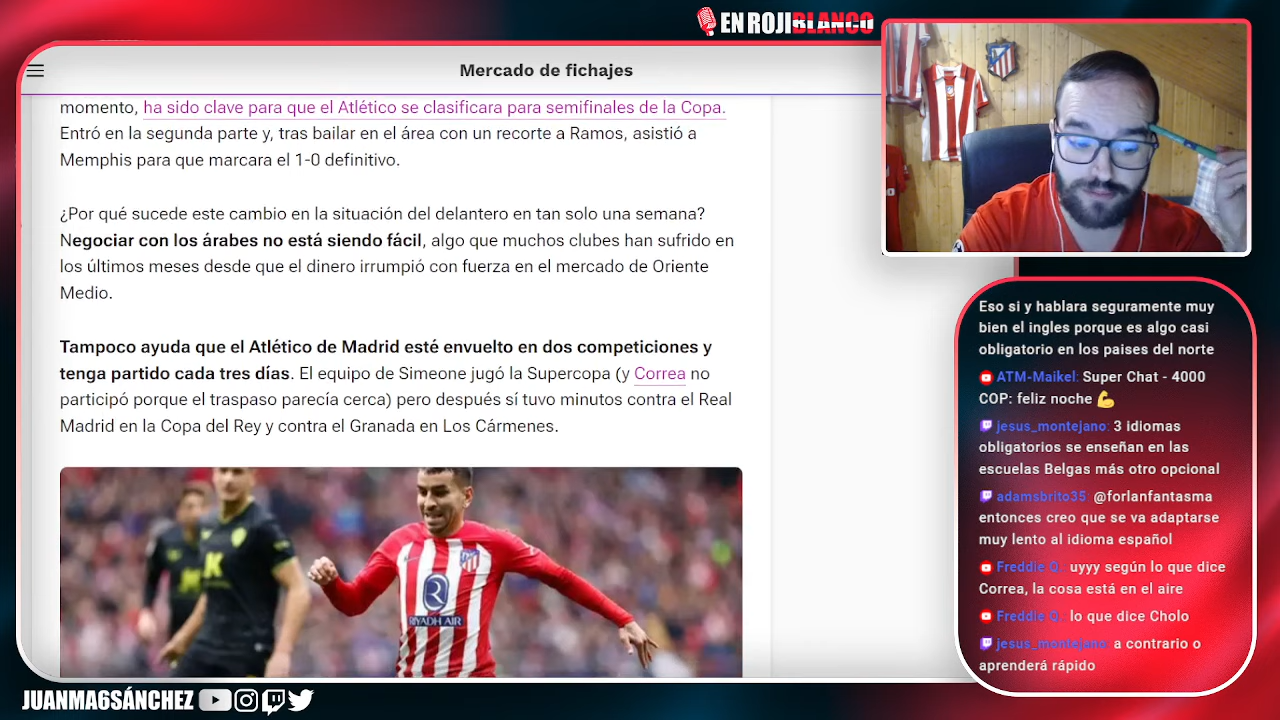 EN ROJIBLANCO
Mercado de fichajes
momento, ha sido clave para que el Atlético se clasificara para semifinales de la Copa.
Entró en la segunda parte y, tras bailar en el área con un recorte a Ramos, asistió a
Memphis para que marcara el 1-0 definitivo.
¿Por qué sucede este cambio en la situación del delantero en tan solo una semana?
Negociar con los árabes no está siendo fácil, algo que muchos clubes han sufrido en
los últimos meses desde que el dinero irrumpió con fuerza en el mercado de Oriente
Medio.
Tampoco ayuda que el Atlético de Madrid esté envuelto en dos competiciones y
tenga partido cada tres días. El equipo de Simeone jugó la Supercopa (y Correa no
participó porque el traspaso parecía cerca) pero después sí tuvo minutos contra el Real
Madrid en la Copa del Rey y contra el Granada en Los Cármenes.
RIYADH AIR
Eso si y hablara seguramente muy
bien el ingles porque es algo casi
obligatorio en los paises del norte
ATM-Maikel: Super Chat - 4000
COP: feliz noche 💪
jesus_montejano: 3 idiomas
obligatorios se enseñan en las
escuelas Belgas más otro opcional
adamsbrito35 @forlanfantasma
entonces creo que se va adaptarse
muy lento al idioma español
Freddie Q.: uyyy según lo que dice
Correa, la cosa está en el aire
Freddie Q.: lo que dice Cholo
jesus_montejano: a contrario o
aprenderá rápido
JUANMA6SÁNCHEZ